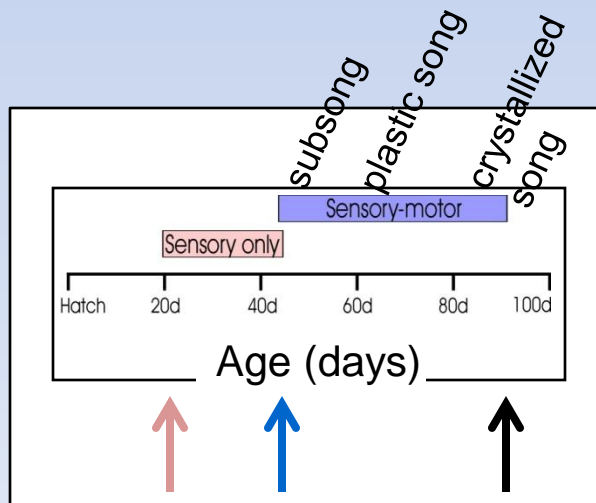 subsong
plastic song
crystallized
song
Sensory-motor
Sensory only
Hatch 20d 40d 60d 80d 100d
Age (days)